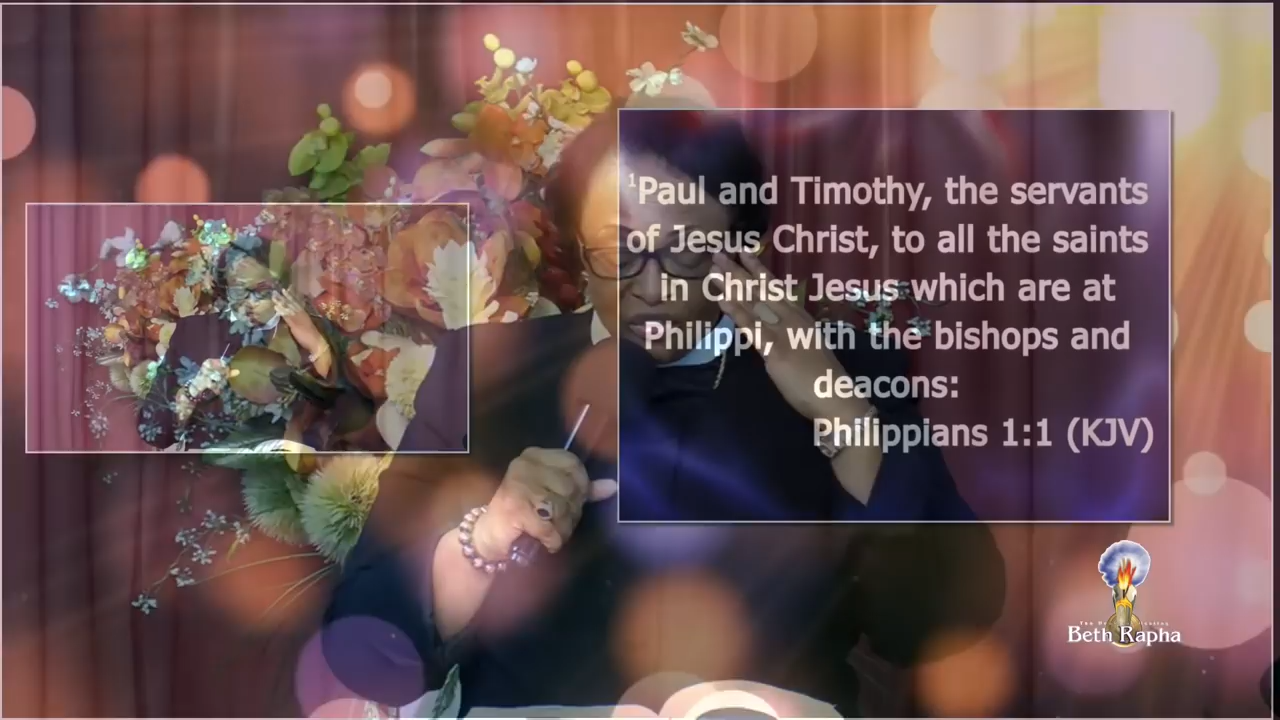 ¹Paul and Timothy, the servants
of Jesus Christ, to all the saints
in Christ Jesus which are at
Philippi, with the bishops and
deacons:
Philippians 1:1 (KJV)
Beth Rapha